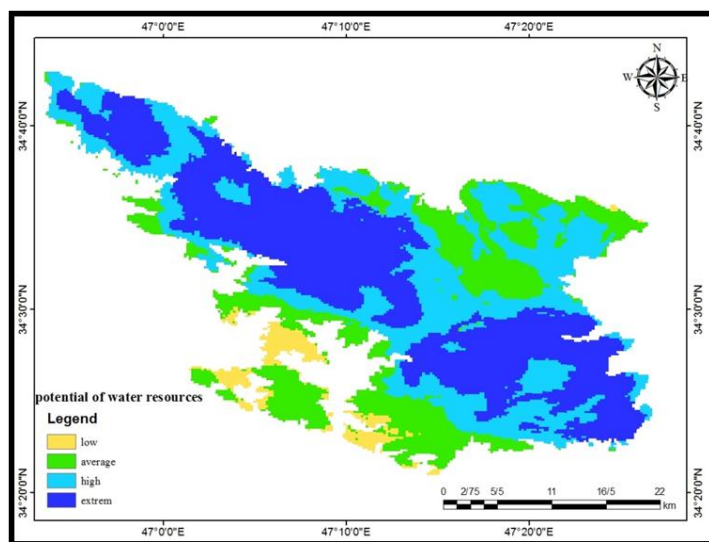 47°0'0"E 47°10'0"E 47°20'0"E
N
W E
S
34°40'0"N 34°40'0"N
34°30'0"N 34°30'0"N
34°20'0"N 34°20'0"N
potential of water resources
Legend
low
average
high
extrem
0 2/75 5/5 11 16/5 22
km
47°0'0"E 47°10'0"E 47°20'0"E